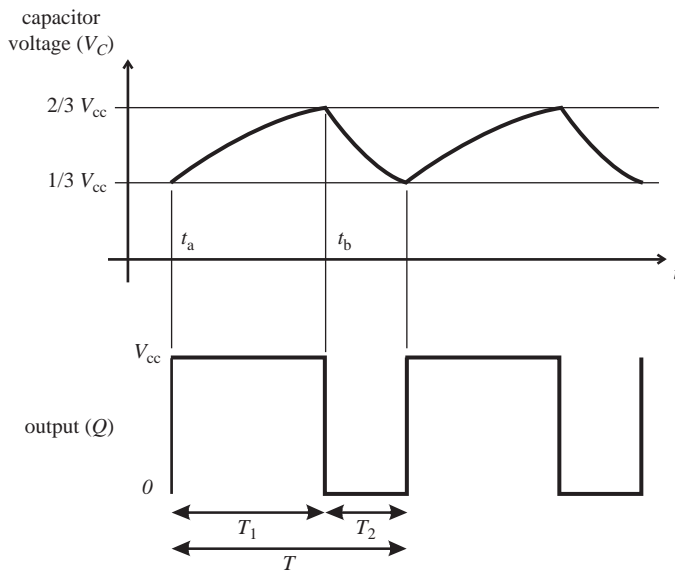 capacitor
voltage (V_C)
2/3 V_cc
1/3 V_cc
t_a
t_b
V_cc
output (Q)
0
T_1
T_2
T